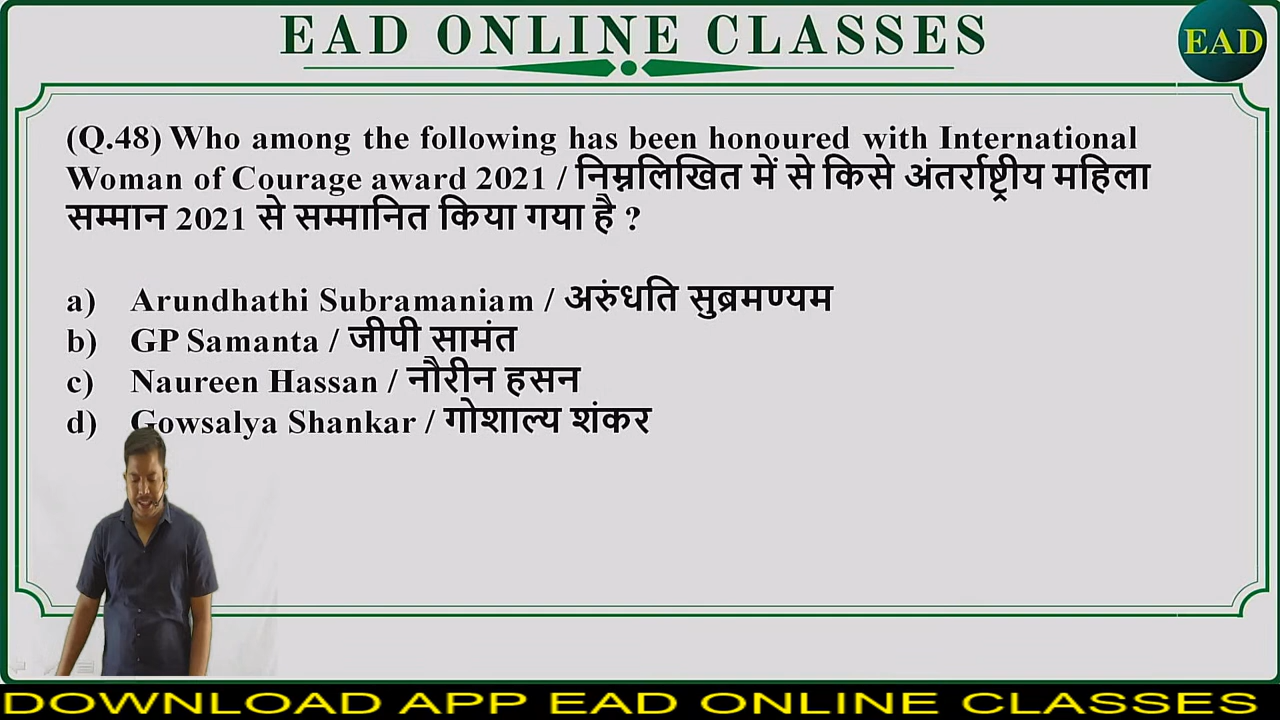 EAD ONLINE CLASSES
EAD
(Q.48) Who among the following has been honoured with International
Woman of Courage award 2021 / निम्नलिखित में से किसे अंतर्राष्ट्रीय महिला
सम्मान 2021 से सम्मानित किया गया है ?
a) Arundhathi Subramaniam / अरुंधति सुब्रमण्यम
b) GP Samanta / जीपी सामंत
c) Naureen Hassan / नौरीन हसन
d) Gowsalya Shankar / गोशाल्य शंकर
DOWNLOAD APP EAD ONLINE CLASSES